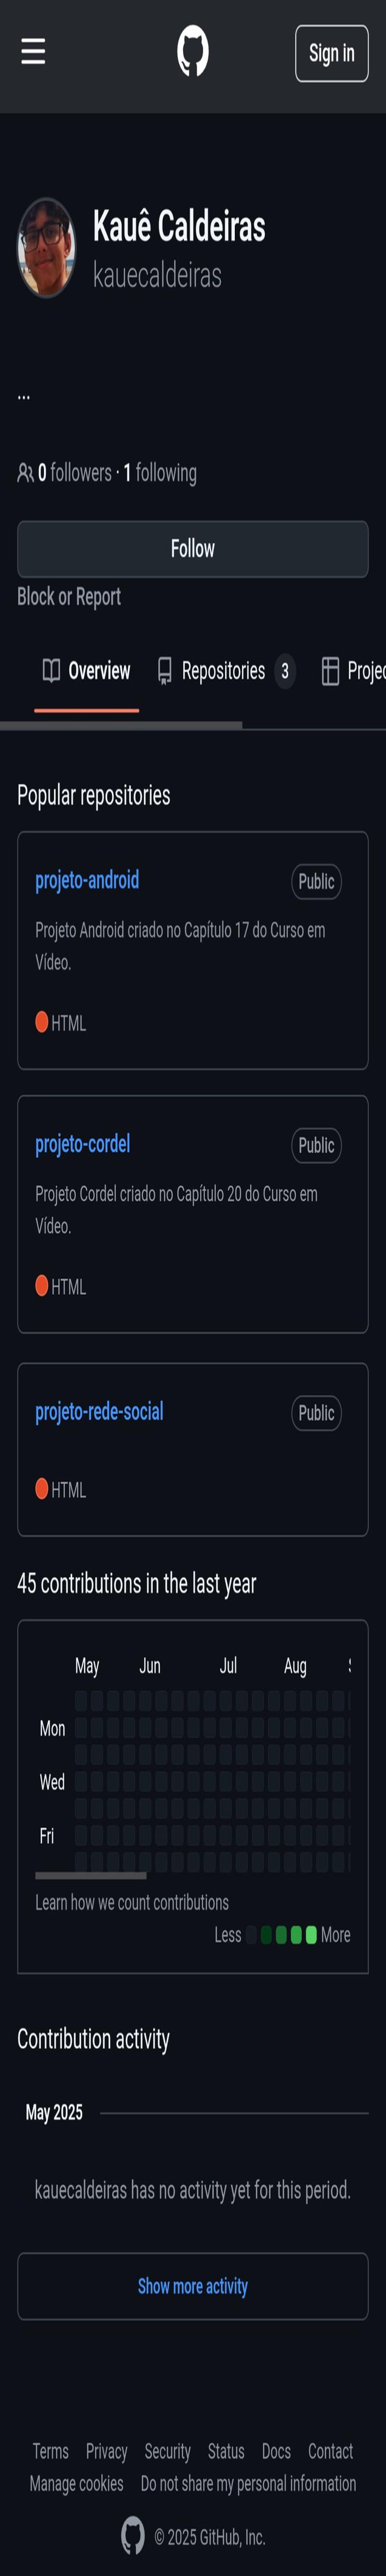 Sign in
Kauê Caldeiras
kauecaldeiras
...
0 followers · 1 following
Follow
Block or Report
Overview
Repositories 3
Projec
Popular repositories
projeto-android Public
Projeto Android criado no Capítulo 17 do Curso em
Vídeo.
HTML
projeto-cordel Public
Projeto Cordel criado no Capítulo 20 do Curso em
Vídeo.
HTML
projeto-rede-social Public
HTML
45 contributions in the last year
May Jun Jul Aug
Mon
Wed
Fri
Learn how we count contributions
Less More
Contribution activity
May 2025
kauecaldeiras has no activity yet for this period.
Show more activity
Terms Privacy Security Status Docs Contact
Manage cookies Do not share my personal information
© 2025 GitHub, Inc.